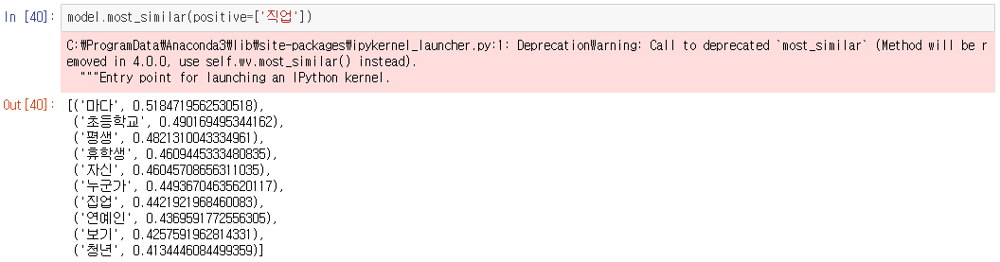 In [40]: model.most_similar(positive=['직업'])
C:\ProgramData\Anaconda3\lib\site-packages\ipykernel_launcher.py:1: DeprecationWarning: Call to deprecated `most_similar` (Method will be r
emoved in 4.0.0, use self.wv.most_similar() instead).
"""Entry point for launching an IPython kernel.
Out[40]: [('마다', 0.5184719562530518),
('초등학교', 0.490169495344162),
('평생', 0.4821310043334961),
('휴학생', 0.4609445333480835),
('자신', 0.46045708656311035),
('누군가', 0.44936704635620117),
('집업', 0.4421921968460083),
('연예인', 0.4369591772556305),
('보기', 0.4257591962814331),
('청년', 0.4134446084499359)]